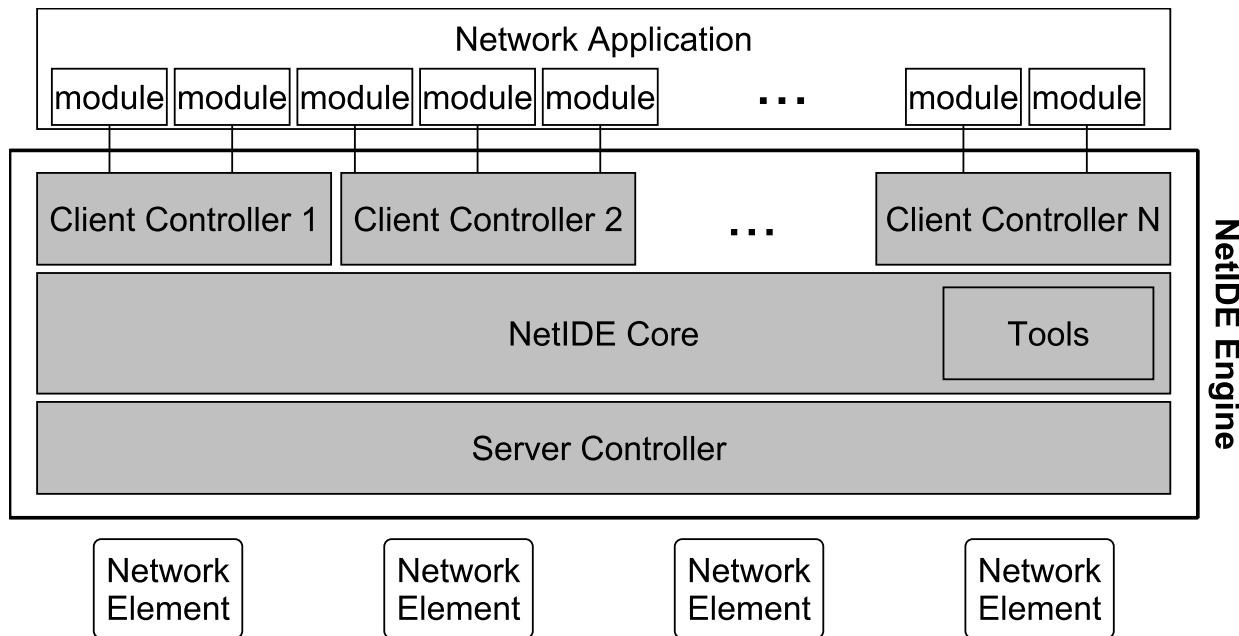 Network Application
module module module module module ... module module
Client Controller 1 Client Controller 2 ... Client Controller N
NetIDE Core Tools
Server Controller
NetIDE Engine
Network Network Network Network
Element Element Element Element